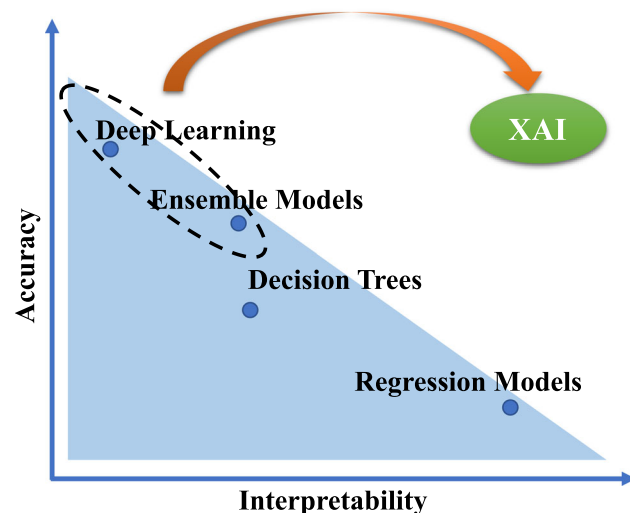 XAI
Deep Learning
Ensemble Models
Decision Trees
Regression Models
Accuracy
Interpretability